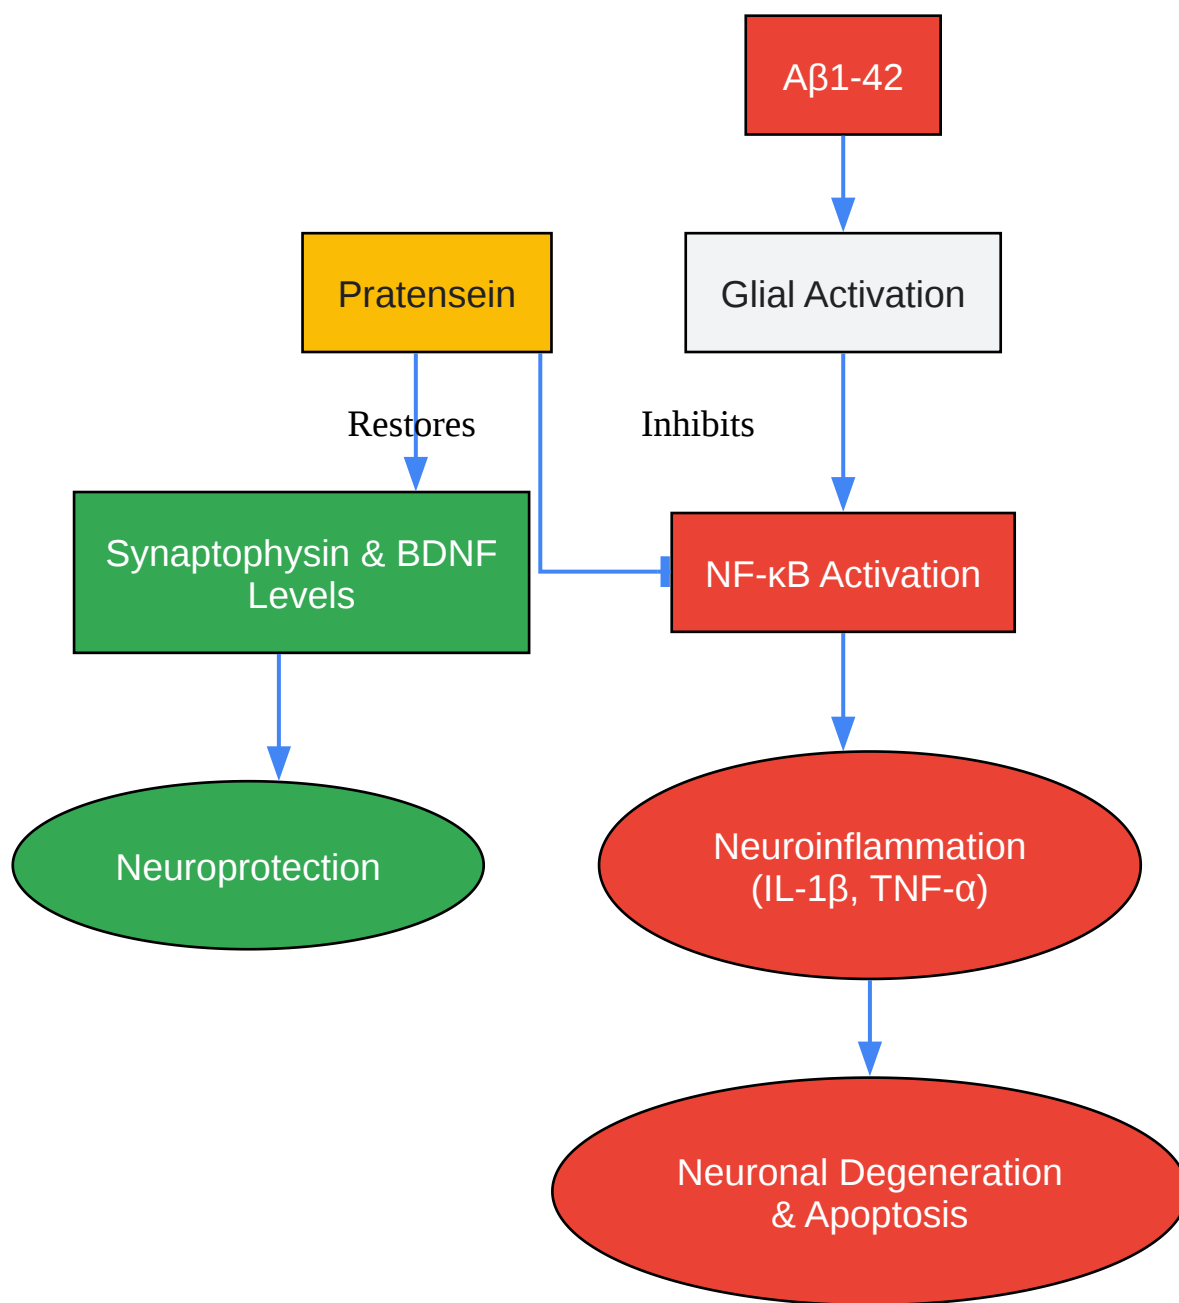 Aβ1-42
Pratensein
Glial Activation
Restores
Inhibits
Synaptophysin & BDNF
Levels
NF-κB Activation
Neuroprotection
Neuroinflammation
(IL-1β, TNF-α)
Neuronal Degeneration
& Apoptosis